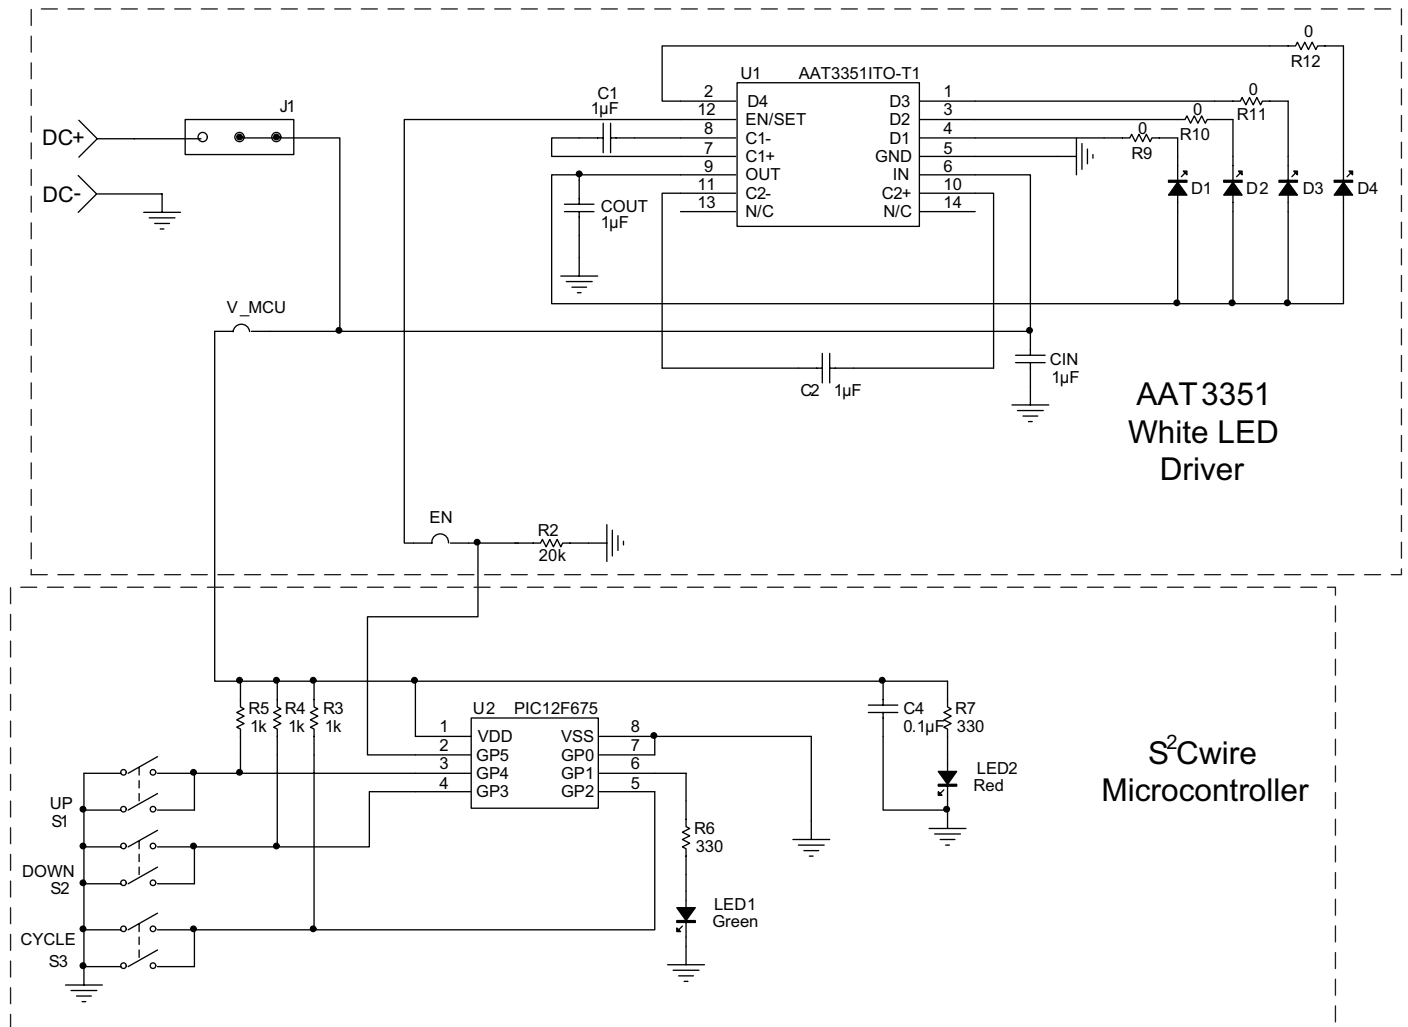 0
R12
U1 AAT3351ITO-T1
C1
1µF
J1
DC+
DC-
2 D4 D3 1
12 EN/SET D2 3
8 C1- D1 4
7 C1+ GND 5
9 OUT IN 6
11 C2- C2+ 10
13 N/C N/C 14
0
R11
0
R10
0
R9
D1
D2
D3
D4
COUT
1µF
V_MCU
C2 1µF
CIN
1µF
AAT3351
White LED
Driver
EN
R2
20k
R5
1k
R4
1k
R3
1k
U2 PIC12F675
1 VDD VSS 8
2 GP5 GP0 7
3 GP4 GP1 6
4 GP3 GP2 5
C4
0.1µF
R7
330
LED2
Red
S2Cwire
Microcontroller
UP
S1
DOWN
S2
CYCLE
S3
R6
330
LED1
Green